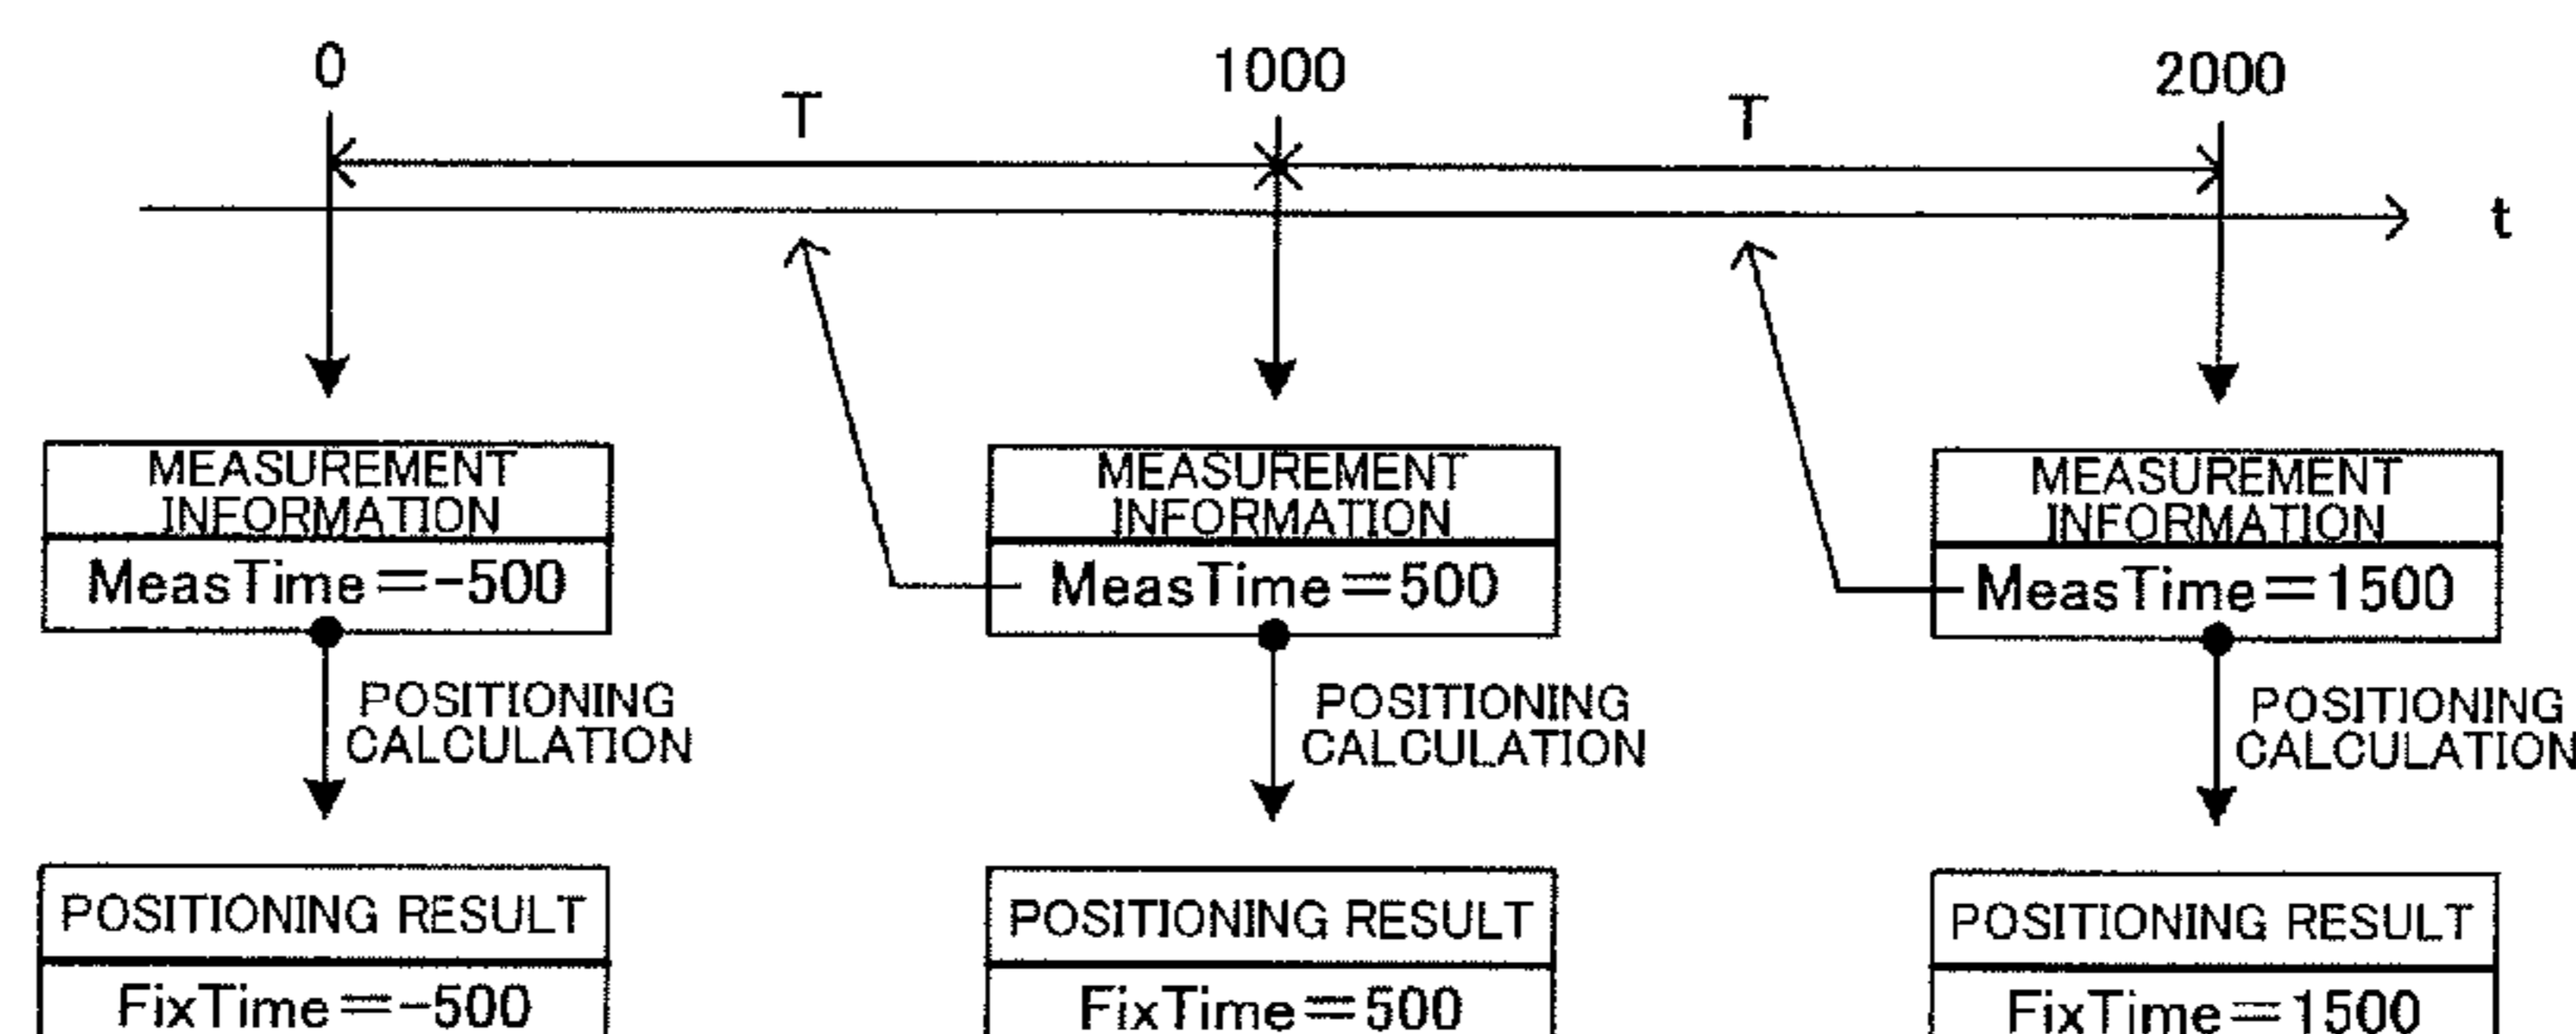 0
1000
2000
T
T
t
MEASUREMENT
INFORMATION
MeasTime=-500
MEASUREMENT
INFORMATION
MeasTime=500
MEASUREMENT
INFORMATION
MeasTime=1500
POSITIONING
CALCULATION
POSITIONING
CALCULATION
POSITIONING
CALCULATION
POSITIONING RESULT
FixTime=-500
POSITIONING RESULT
FixTime=500
POSITIONING RESULT
FixTime=1500